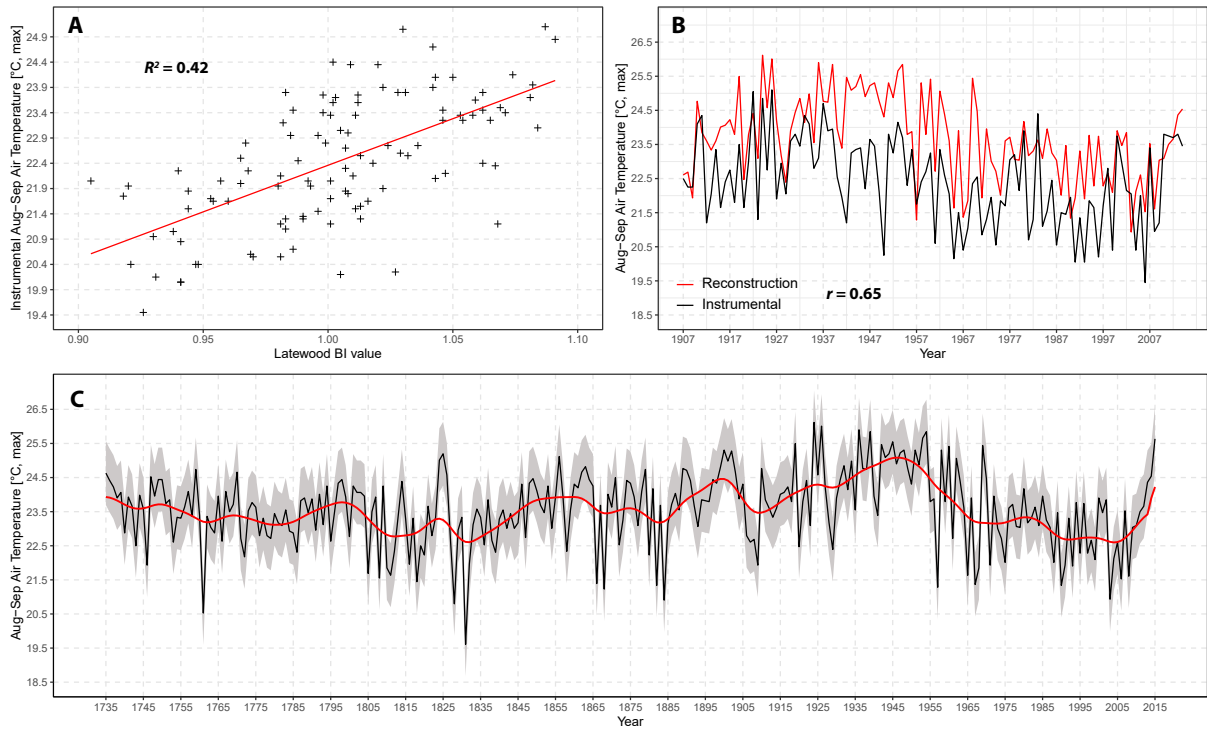 A
R² = 0.42
Instrumental Aug−Sep Air Temperature [°C, max]
24.9
24.4
23.9
23.4
22.9
22.4
21.9
21.4
20.9
20.4
19.9
19.4
0.90 0.95 1.00 1.05 1.10
Latewood BI value
B
Aug−Sep Air Temperature [°C, max]
26.5
25.5
24.5
23.5
22.5
21.5
20.5
19.5
18.5
Reconstruction
Instrumental
r = 0.65
1907 1917 1927 1937 1947 1957 1967 1977 1987 1997 2007
Year
C
Aug−Sep Air Temperature [°C, max]
26.5
25.5
24.5
23.5
22.5
21.5
20.5
19.5
18.5
1735 1745 1755 1765 1775 1785 1795 1805 1815 1825 1835 1845 1855 1865 1875 1885 1895 1905 1915 1925 1935 1945 1955 1965 1975 1985 1995 2005 2015
Year